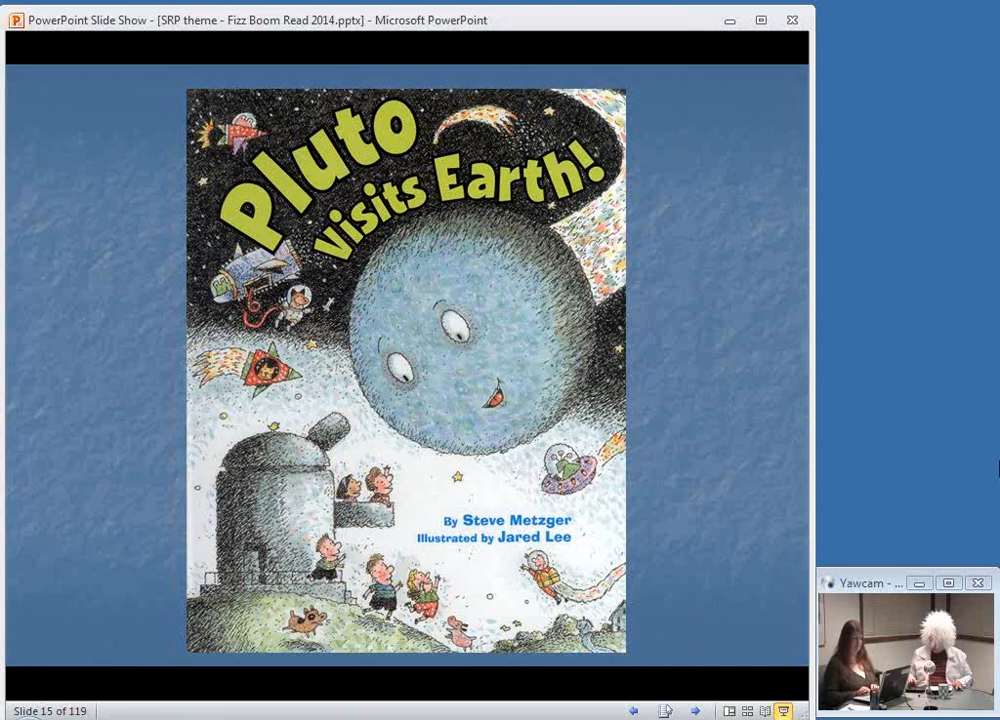 PowerPoint Slide Show - [SRP theme - Fizz Boom Read 2014.pptx] - Microsoft PowerPoint
Pluto
Visits Earth!
By Steve Metzger
Illustrated by Jared Lee
Yawcam - ...
Slide 15 of 119